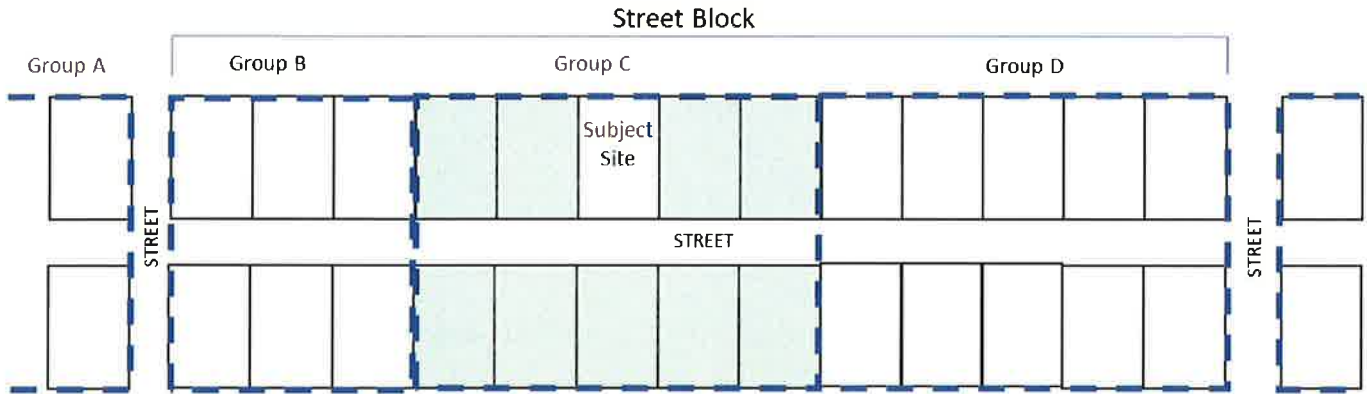 Street Block
Group A
Group B
Group C
Group D
Subject
Site
STREET
STREET
STREET